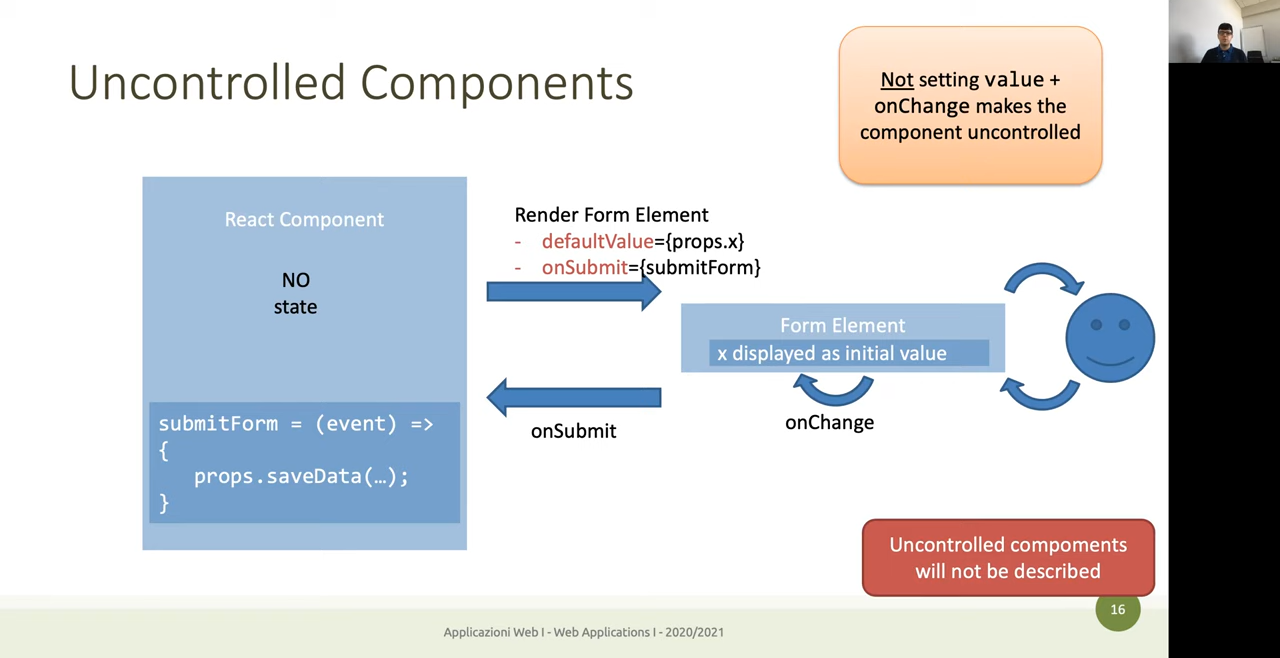 Uncontrolled Components
Not setting value +
onChange makes the
component uncontrolled
React Component
NO
state
submitForm = (event) =>
{
props.saveData(…);
}
Render Form Element
- defaultValue={props.x}
- onSubmit={submitForm}
Form Element
x displayed as initial value
onChange
onSubmit
Uncontrolled compoments
will not be described
16
Applicazioni Web I - Web Applications I - 2020/2021